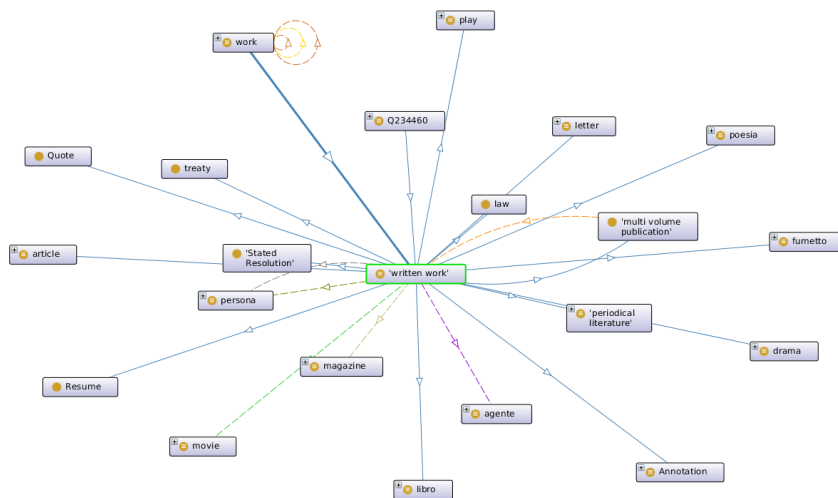 play
work
Q234460
letter
poesia
Quote
treaty
law
'multi volume
publication'
fumetto
article
'Stated
Resolution'
'written work'
persona
'periodical
literature'
drama
magazine
Resume
agente
movie
Annotation
libro